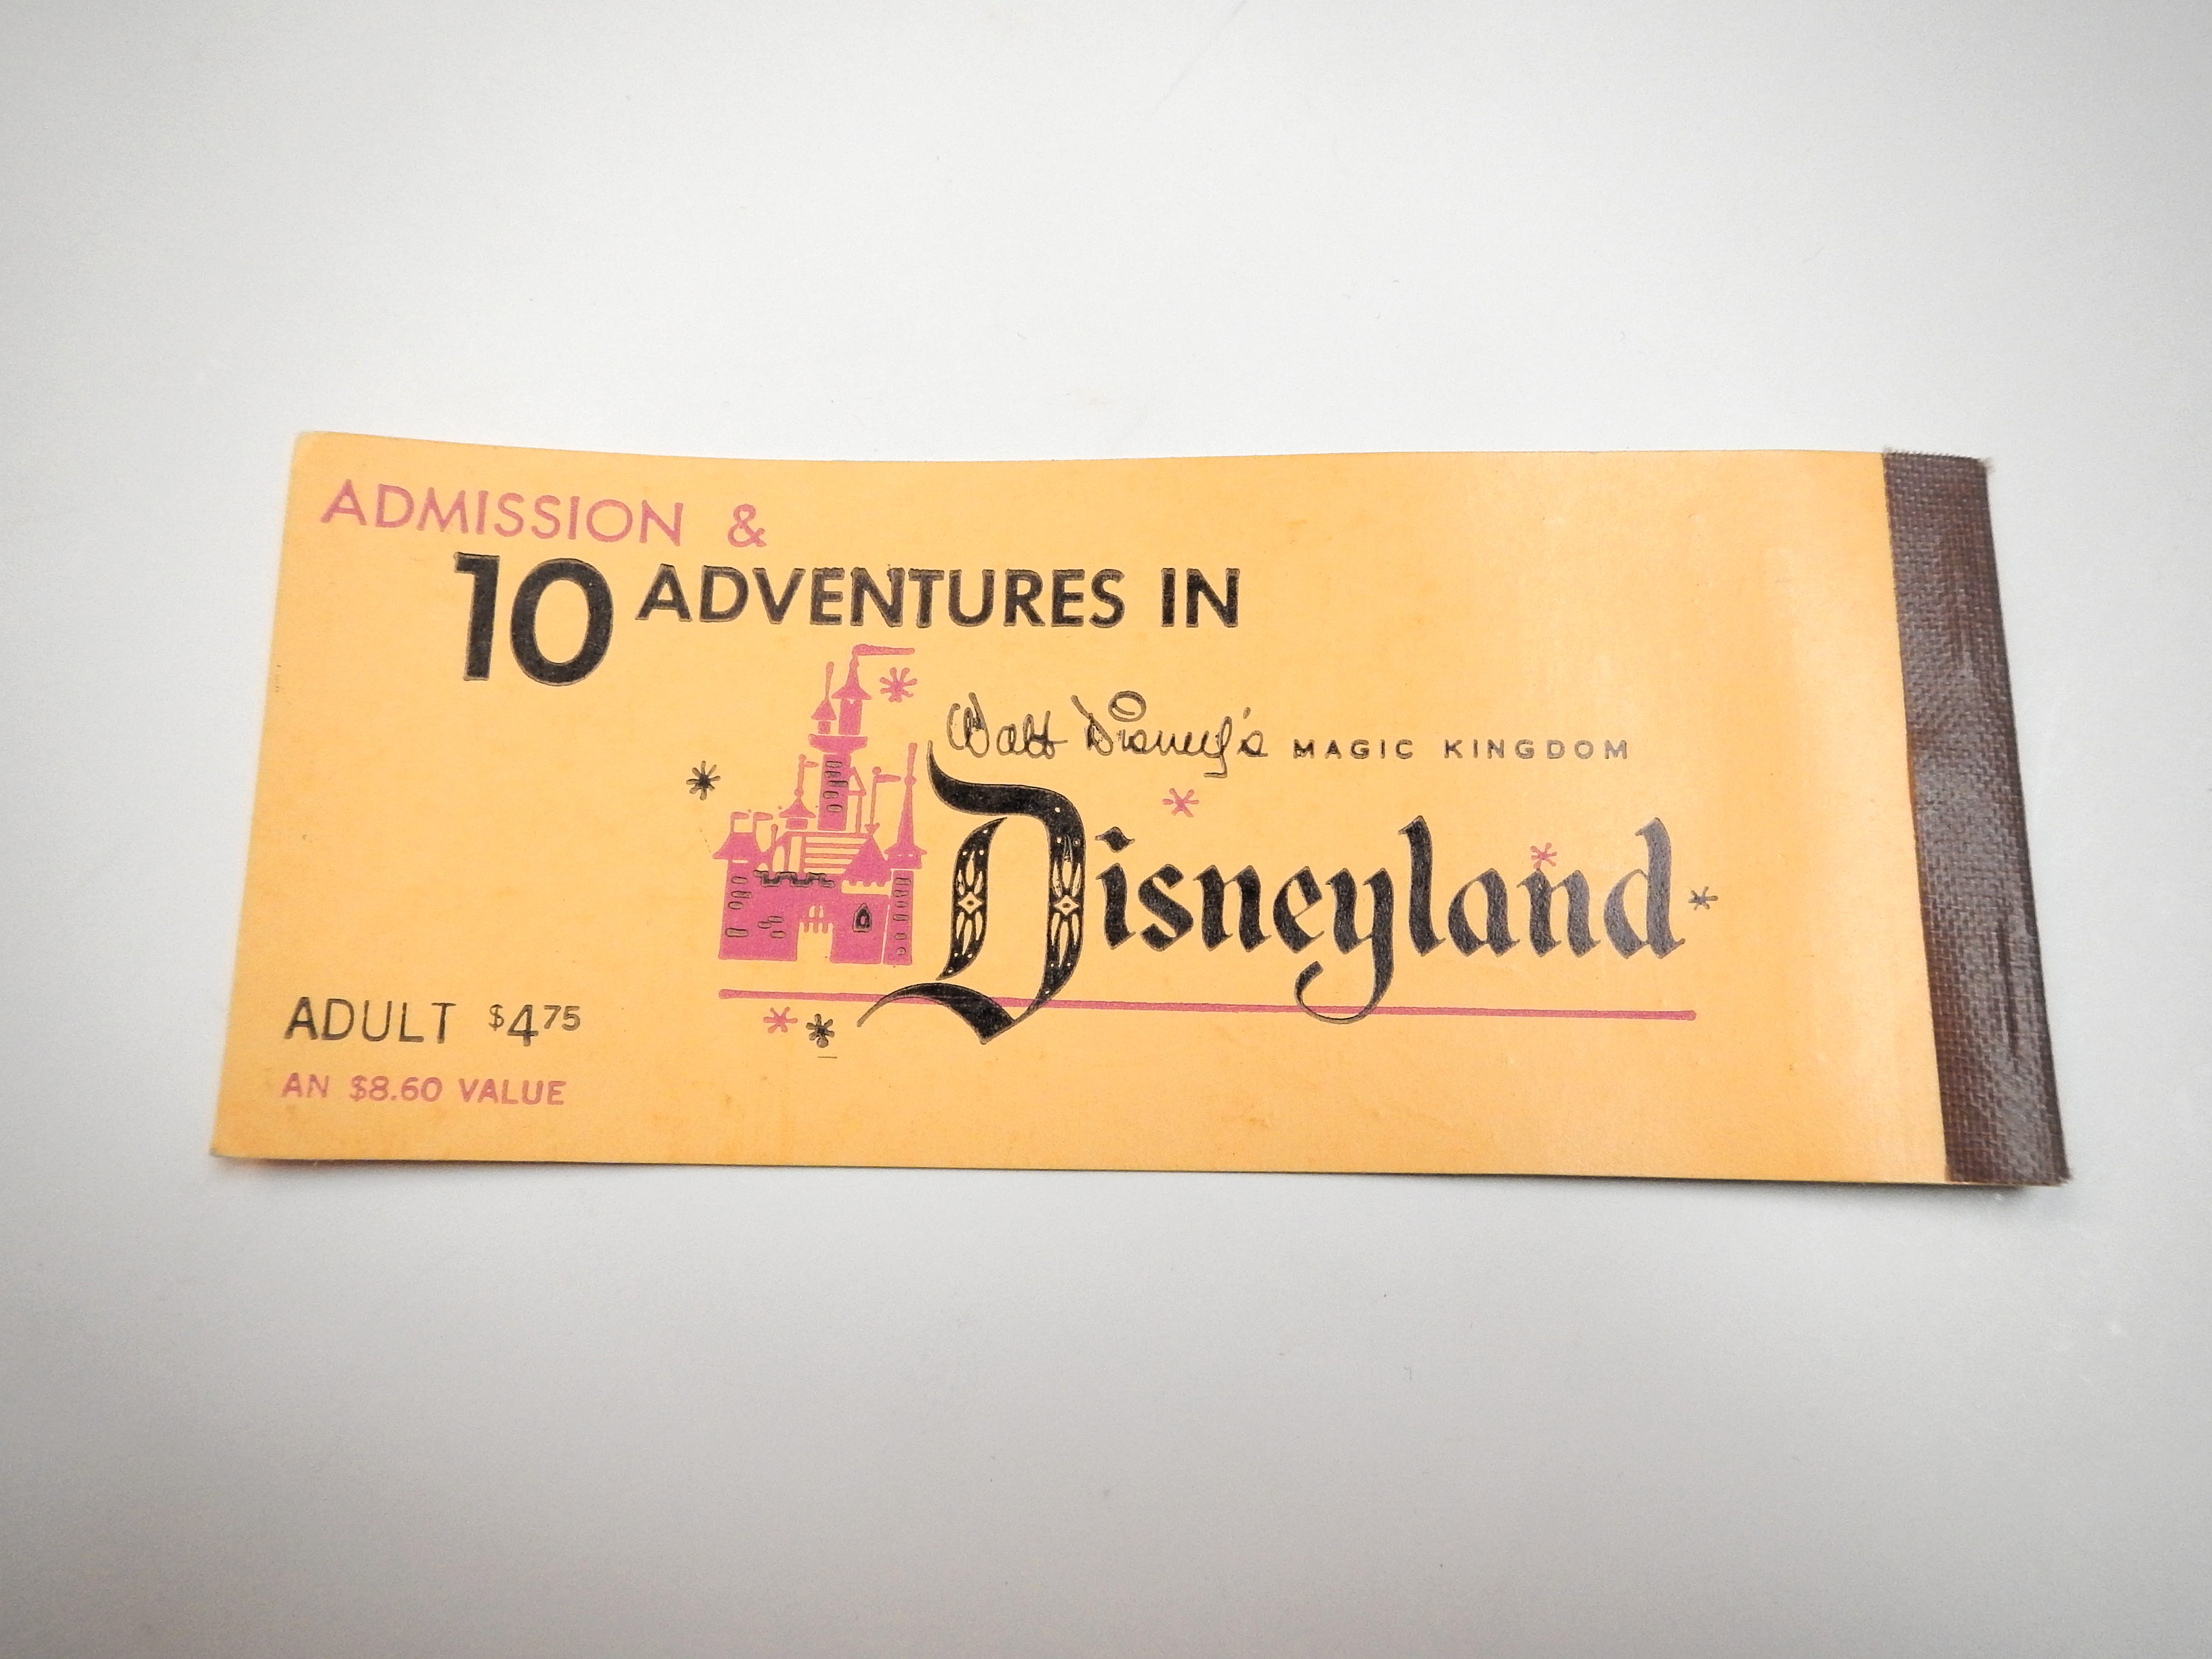 ADMISSION &
10 ADVENTURES IN
Walt Disney's MAGIC KINGDOM
Disneyland
ADULT $4.75
AN $8.60 VALUE